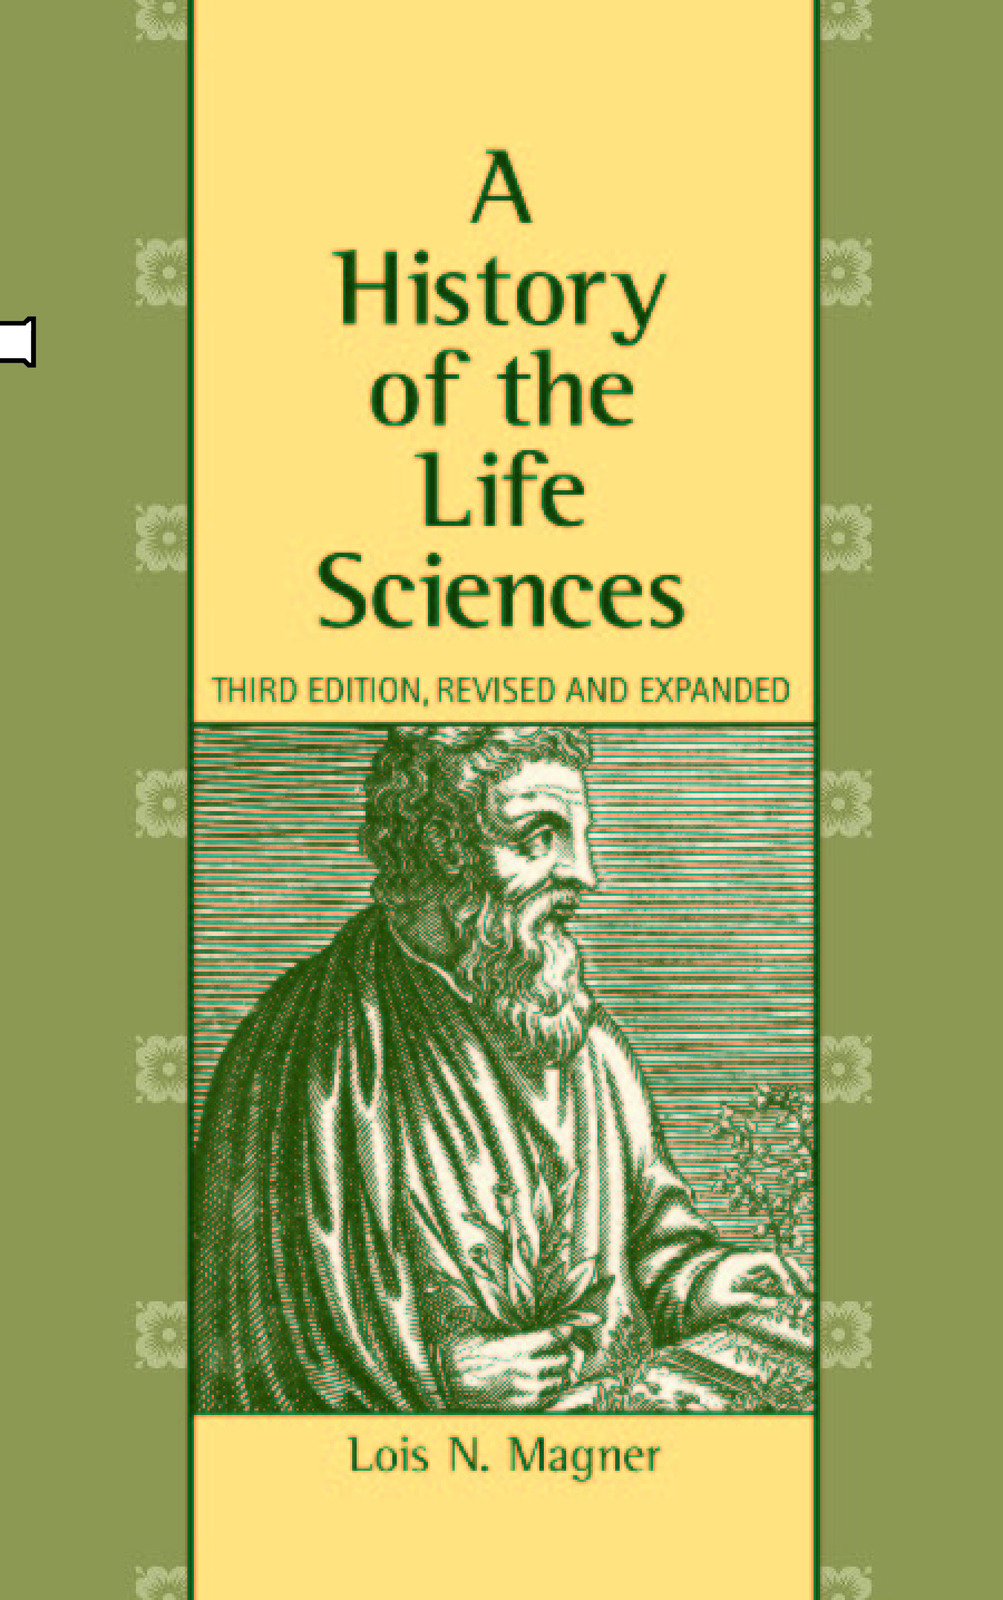 A
History
of the
Life
Sciences
THIRD EDITION, REVISED AND EXPANDED
Lois N. Magner